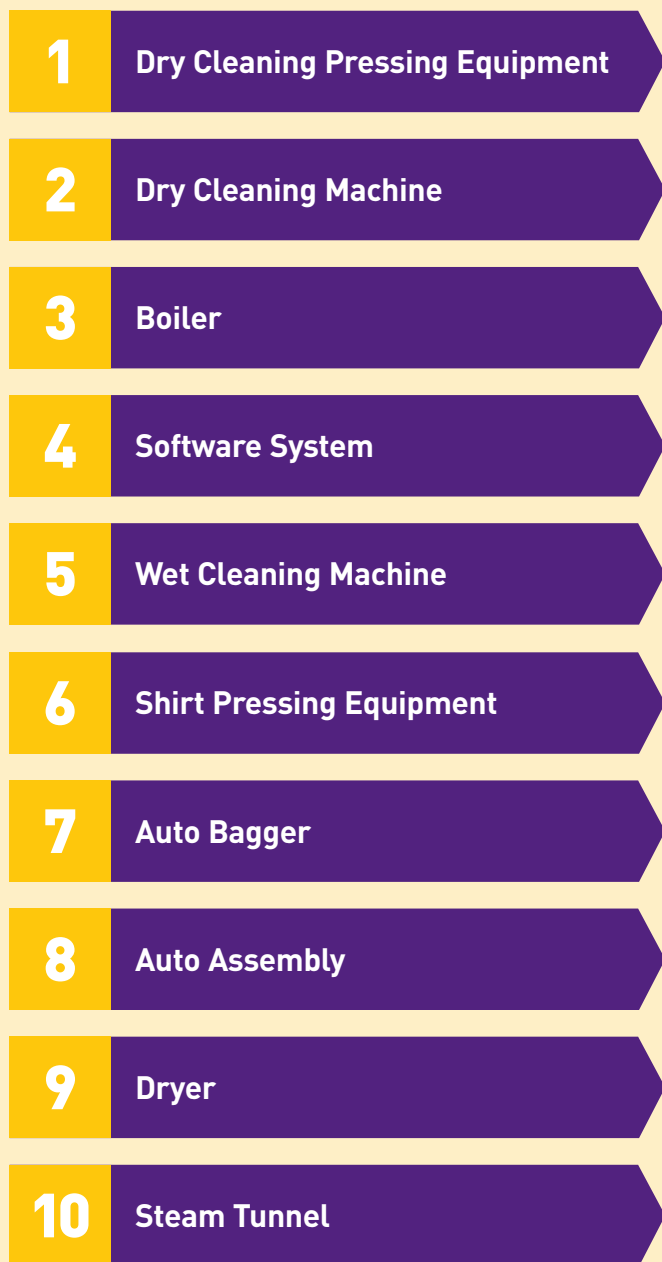 1 Dry Cleaning Pressing Equipment
2 Dry Cleaning Machine
3 Boiler
4 Software System
5 Wet Cleaning Machine
6 Shirt Pressing Equipment
7 Auto Bagger
8 Auto Assembly
9 Dryer
10 Steam Tunnel